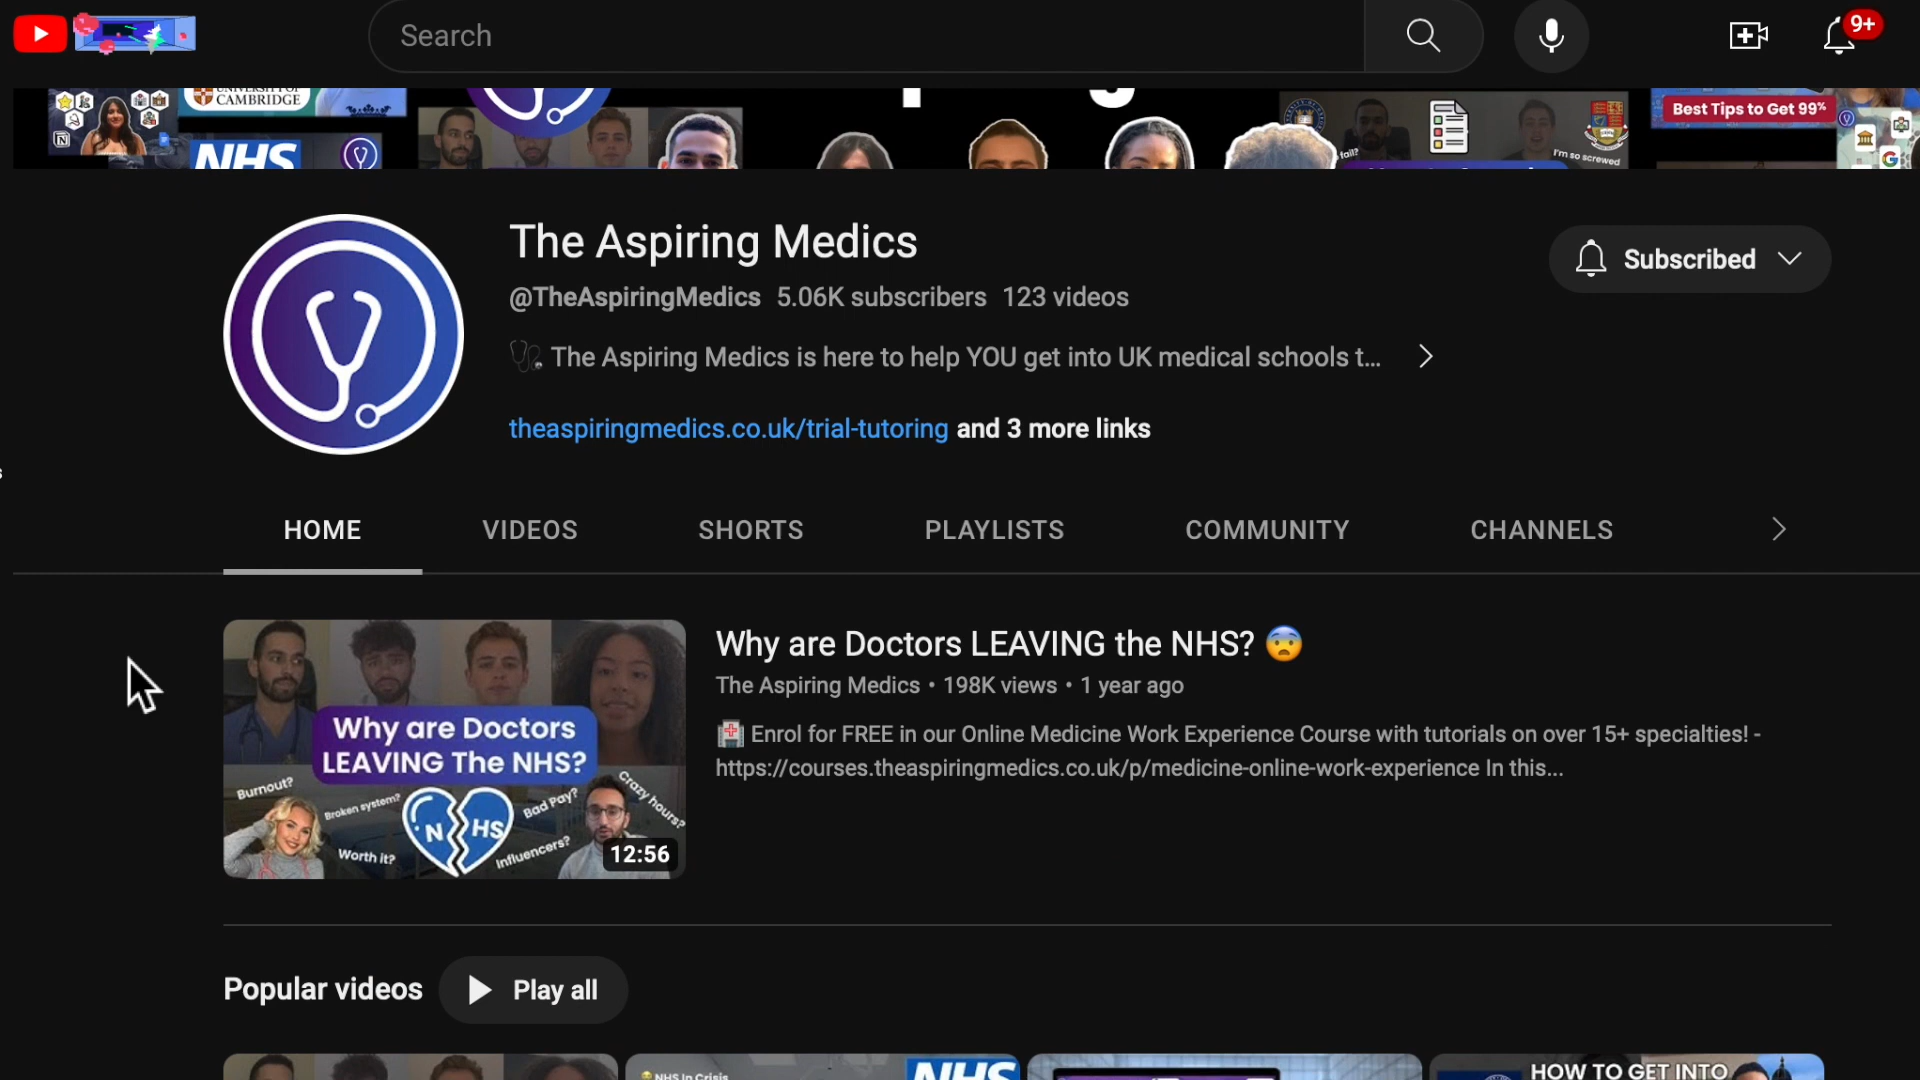 Search
9+
UNIVERSITY OF
CAMBRIDGE
NHS
fail?
I'm so screwed
Best Tips to Get 99%
The Aspiring Medics
@TheAspiringMedics 5.06K subscribers 123 videos
The Aspiring Medics is here to help YOU get into UK medical schools t...
theaspiringmedics.co.uk/trial-tutoring and 3 more links
Subscribed
HOME VIDEOS SHORTS PLAYLISTS COMMUNITY CHANNELS
Why are Doctors
LEAVING The NHS?
Burnout?
Broken system?
Bad Pay?
Crazy hours?
N HS
Worth it?
Influencers?
12:56
Why are Doctors LEAVING the NHS? 😨
The Aspiring Medics • 198K views • 1 year ago
🏥 Enrol for FREE in our Online Medicine Work Experience Course with tutorials on over 15+ specialties! -
https://courses.theaspiringmedics.co.uk/p/medicine-online-work-experience In this...
Popular videos
Play all
NHS In Crisis
NHS
HOW TO GET INTO